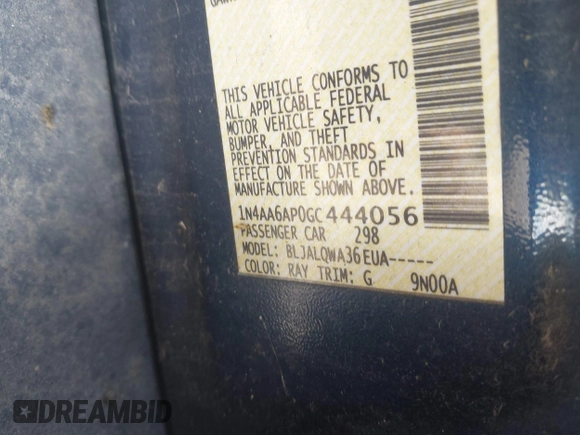 THIS VEHICLE CONFORMS TO
ALL APPLICABLE FEDERAL
MOTOR VEHICLE SAFETY,
BUMPER, AND THEFT
PREVENTION STANDARDS IN
EFFECT ON THE DATE OF
MANUFACTURE SHOWN ABOVE.
1N4AA6AP0GC444056
PASSENGER CAR 298
MODEL: BLJALQWA36EUA-----
COLOR: RAY TRIM: G 9N00A
DREAMBID